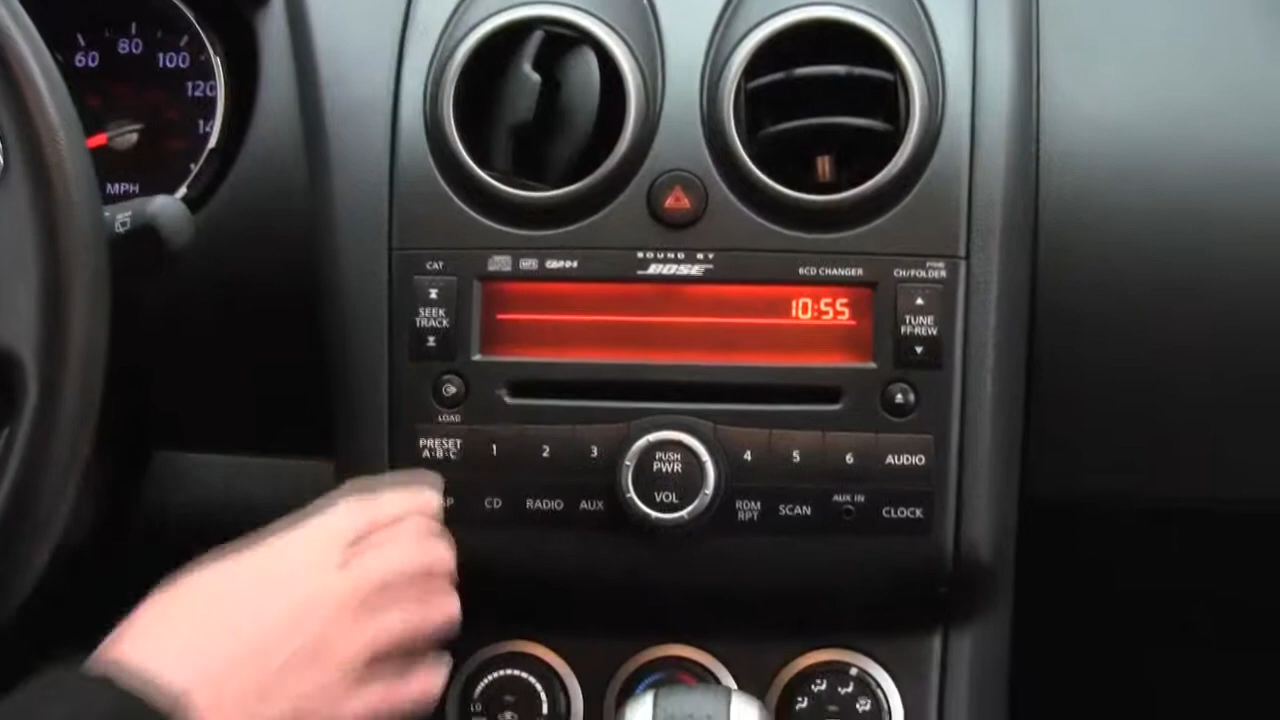 60 80 100 120
MPH
SOUND BY
BOSE
CAT
MP3
6CD CHANGER
CH/FOLDER
SEEK
TRACK
10:55
TUNE
FF·REW
LOAD
PRESET
A·B·C
1 2 3
PUSH
PWR
VOL
4 5 6 AUDIO
CD RADIO AUX
RDM
RPT
SCAN
AUX IN
CLOCK
LO